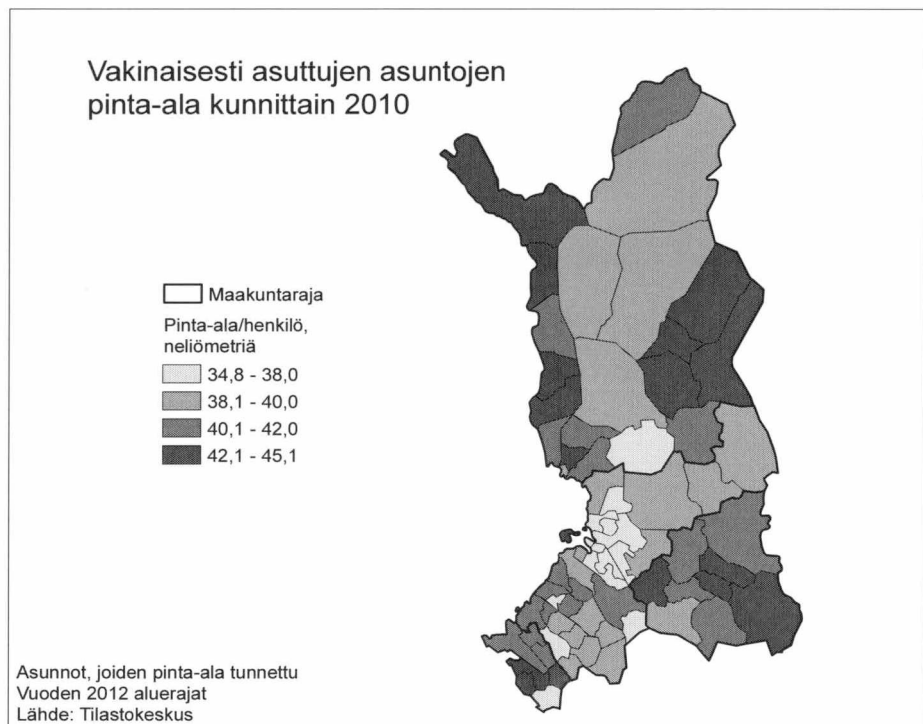 Vakinaisesti asuttujen asuntojen
pinta-ala kunnittain 2010
Maakuntaraja
Pinta-ala/henkilö,
neliömetriä
34,8 - 38,0
38,1 - 40,0
40,1 - 42,0
42,1 - 45,1
Asunnot, joiden pinta-ala tunnettu
Vuoden 2012 aluerajat
Lähde: Tilastokeskus